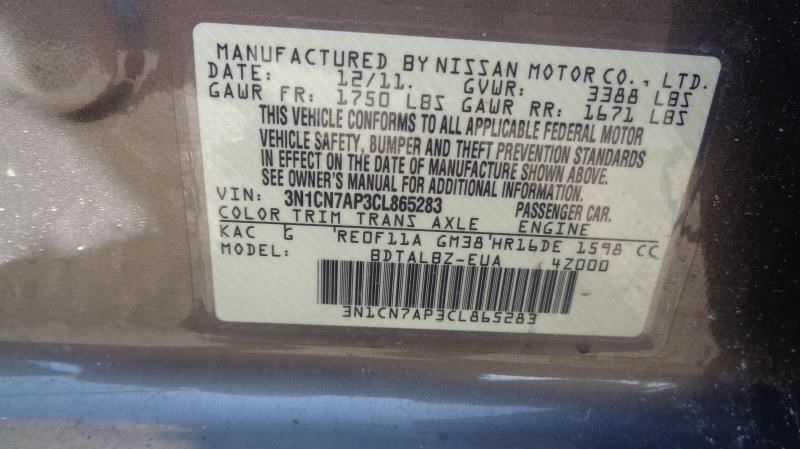 MANUFACTURED BY NISSAN MOTOR CO., LTD.
DATE: 12/11. GVWR: 3388 LBS
GAWR FR: 1750 LBS GAWR RR: 1671 LBS
THIS VEHICLE CONFORMS TO ALL APPLICABLE FEDERAL MOTOR
VEHICLE SAFETY, BUMPER AND THEFT PREVENTION STANDARDS
IN EFFECT ON THE DATE OF MANUFACTURE SHOWN ABOVE.
SEE OWNER'S MANUAL FOR ADDITIONAL INFORMATION.
VIN: 3N1CN7AP3CL865283 PASSENGER CAR.
COLOR TRIM TRANS AXLE ENGINE
KAC G 'RE0F11A GM38'HR16DE 1598 CC
MODEL: BDTALBZ-EUA 4Z000
3N1CN7AP3CL865283